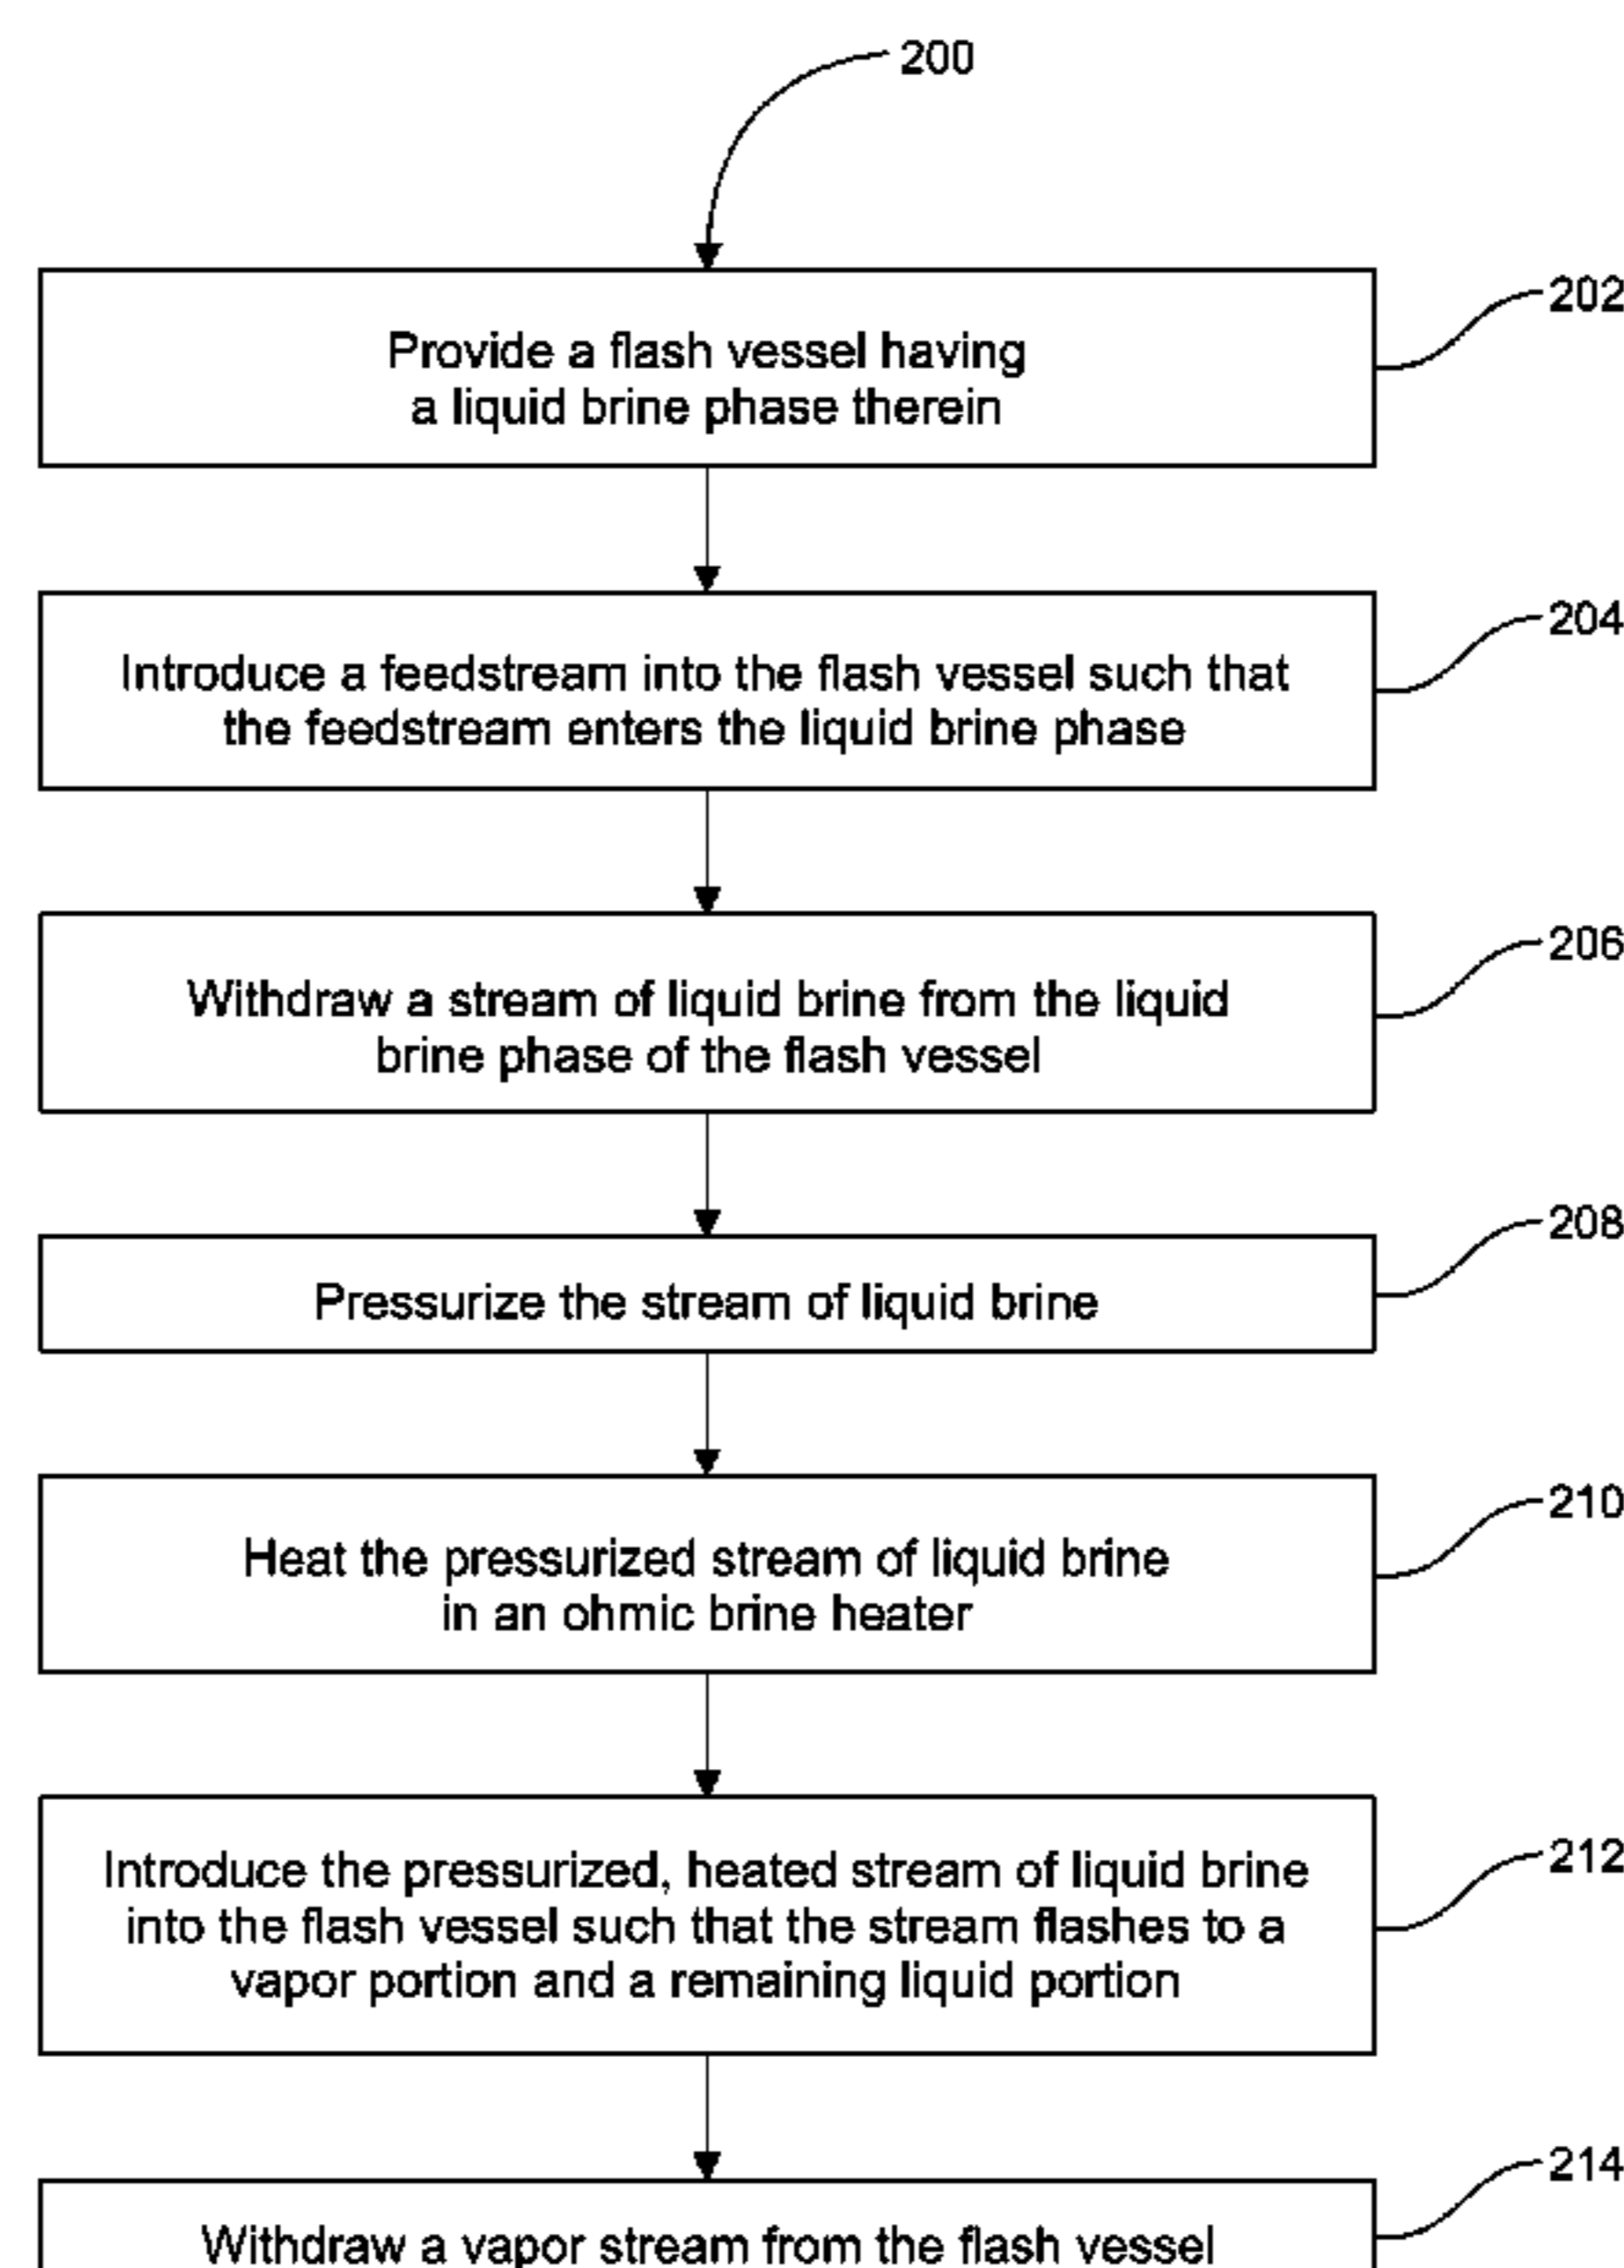 200
202
Provide a flash vessel having
a liquid brine phase therein
204
Introduce a feedstream into the flash vessel such that
the feedstream enters the liquid brine phase
206
Withdraw a stream of liquid brine from the liquid
brine phase of the flash vessel
208
Pressurize the stream of liquid brine
210
Heat the pressurized stream of liquid brine
in an ohmic brine heater
212
Introduce the pressurized, heated stream of liquid brine
into the flash vessel such that the stream flashes to a
vapor portion and a remaining liquid portion
214
Withdraw a vapor stream from the flash vessel